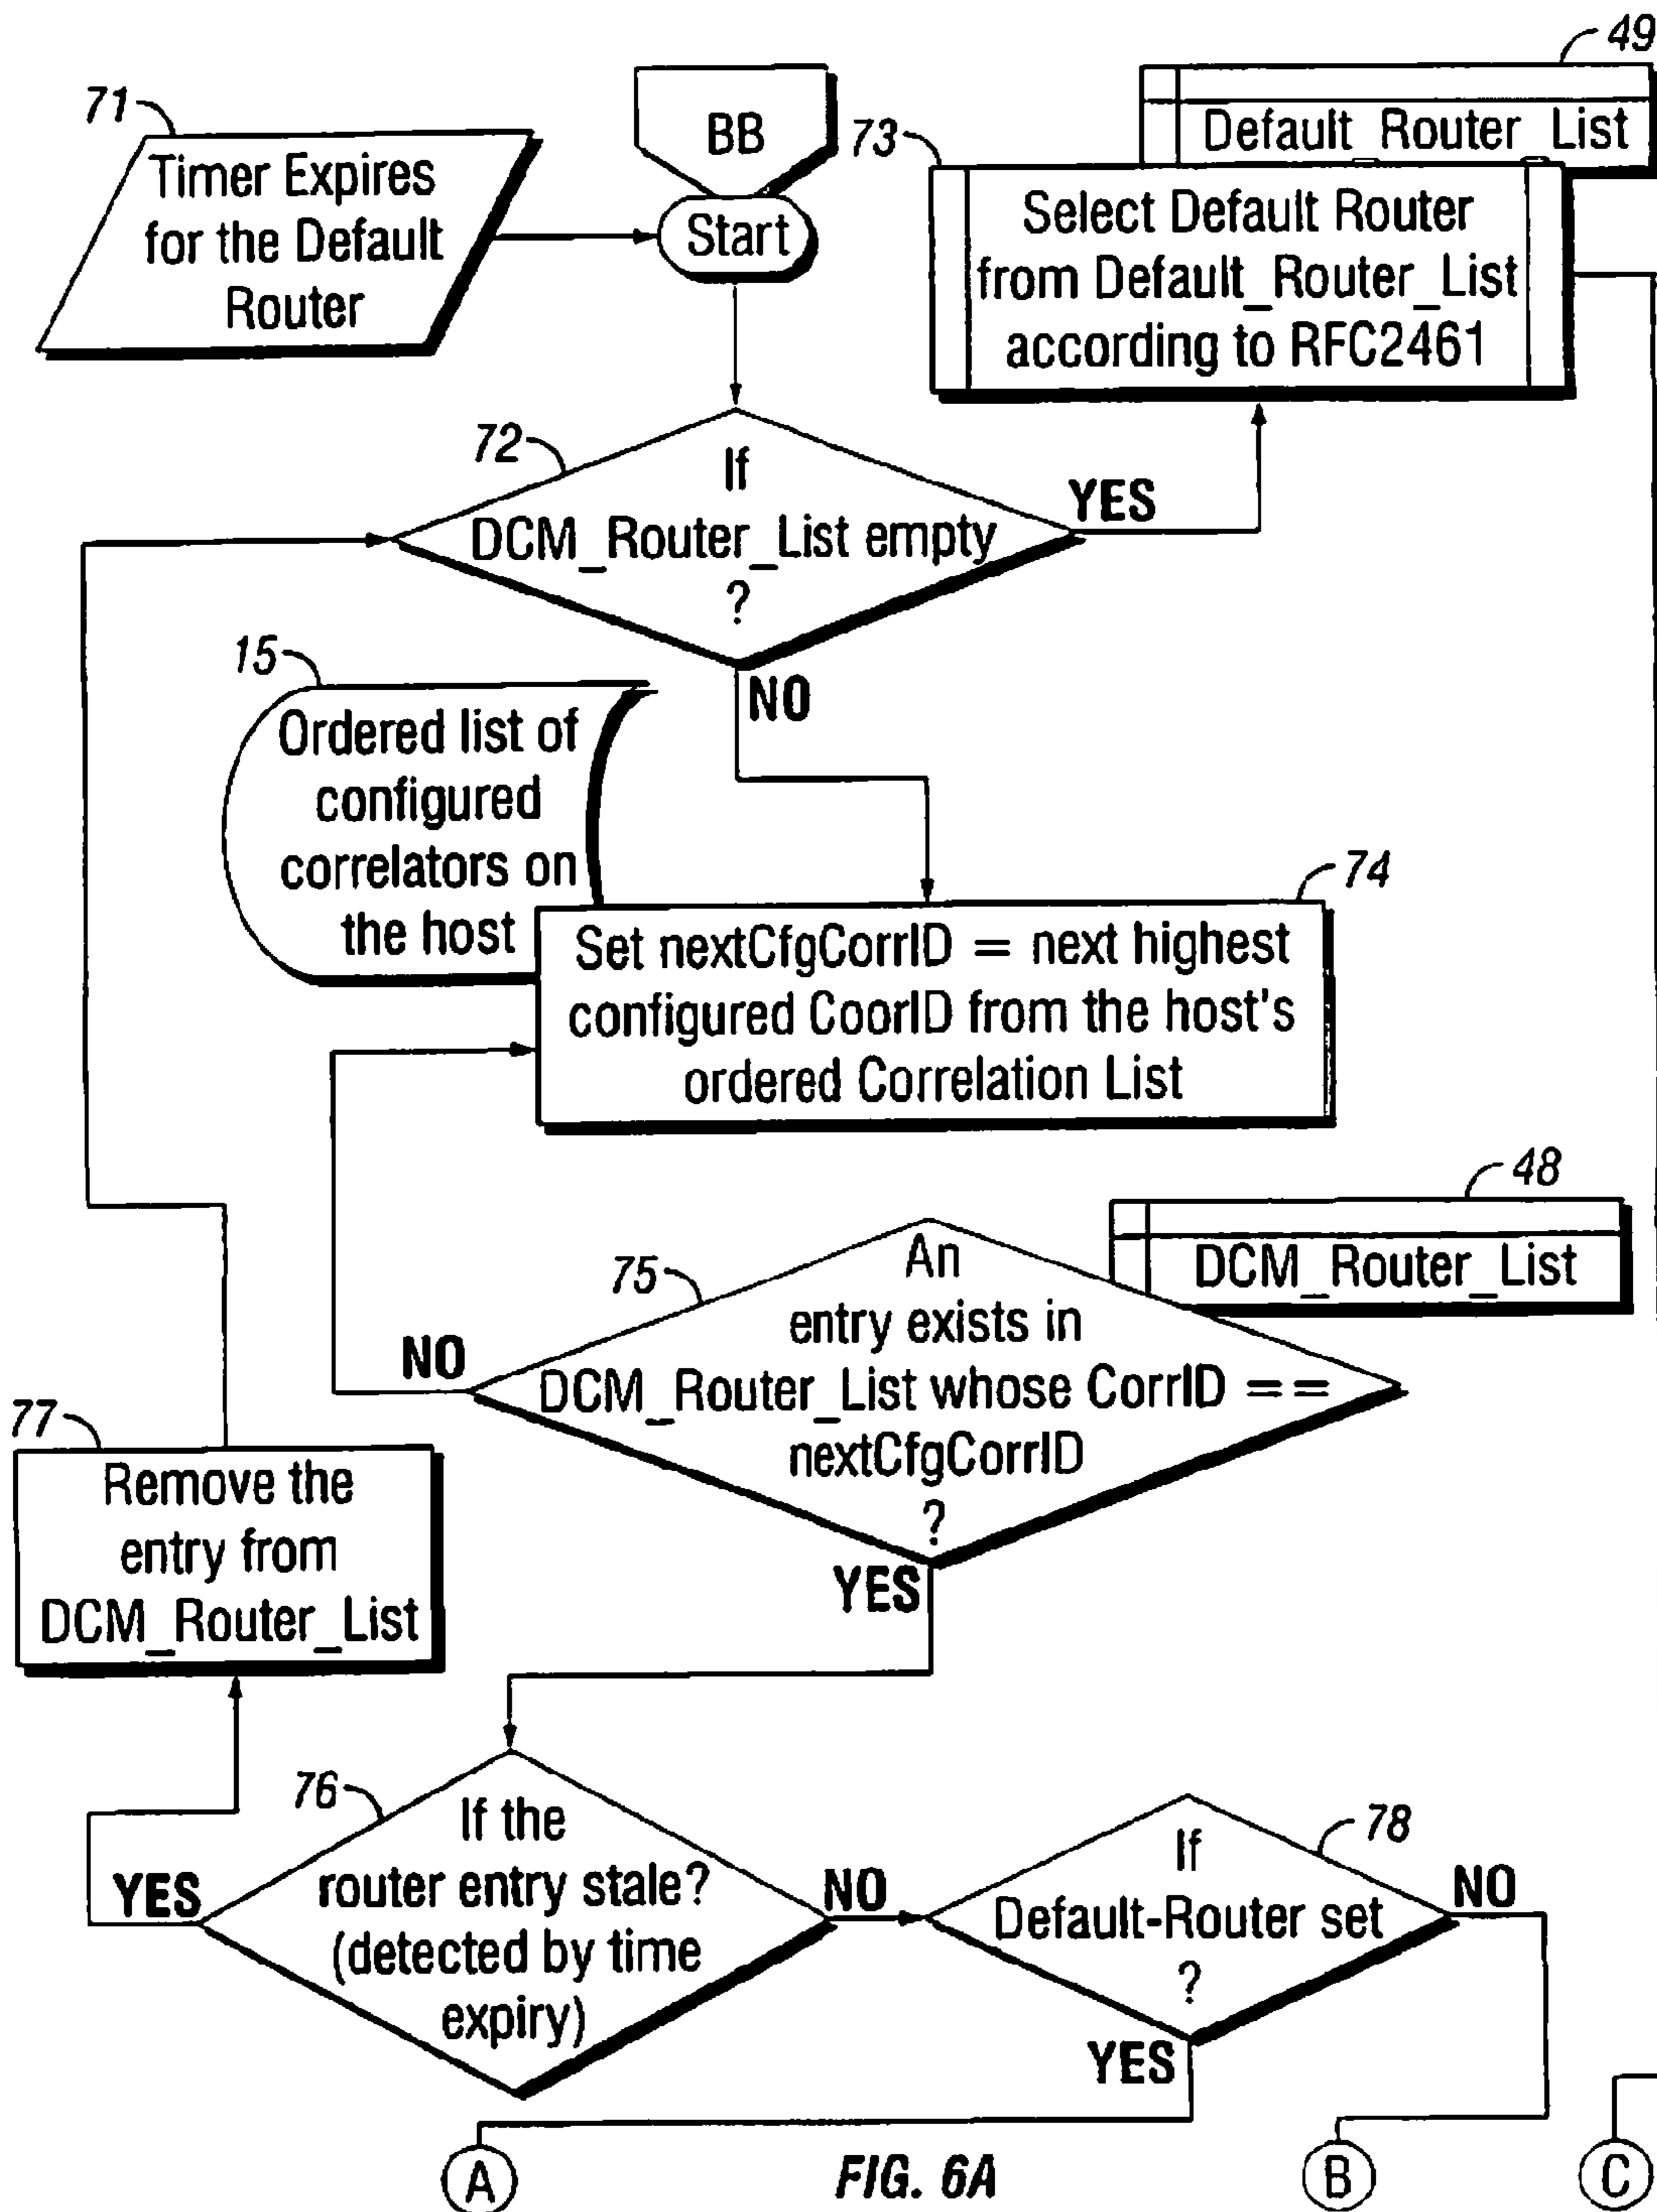 49
71
BB
73
Default_Router_List
Timer Expires
for the Default
Router
Start
Select Default Router
from Default_Router_List
according to RFC2461
72
If
DCM_Router_List empty
?
YES
NO
15
Ordered list of
configured
correlators on
the host
74
Set nextCfgCorrID = next highest
configured CoorID from the host's
ordered Correlation List
48
DCM_Router_List
75
An
entry exists in
DCM_Router_List whose CorrID ==
nextCfgCorrID
?
NO
YES
77
Remove the
entry from
DCM_Router_List
76
If the
router entry stale?
(detected by time
expiry)
YES
NO
78
If
Default-Router set
?
NO
YES
A
FIG. 6A
B
C